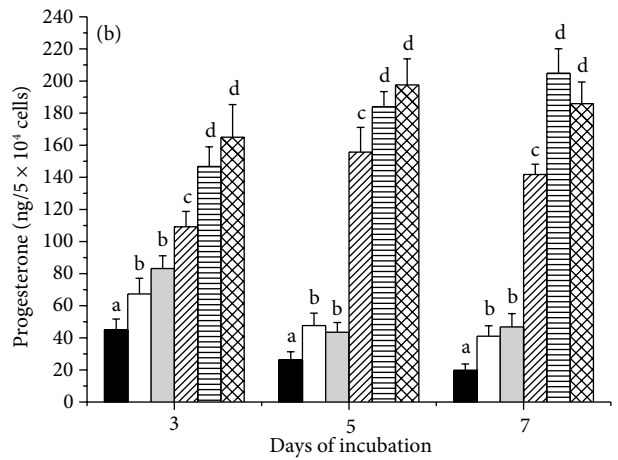 (b)
Progesterone (ng/5 × 10⁴ cells)
240
220
200
180
160
140
120
100
80
60
40
20
0
a
b
b
c
d
d
a
b
b
c
d
d
a
b
b
c
d
d
3
5
7
Days of incubation